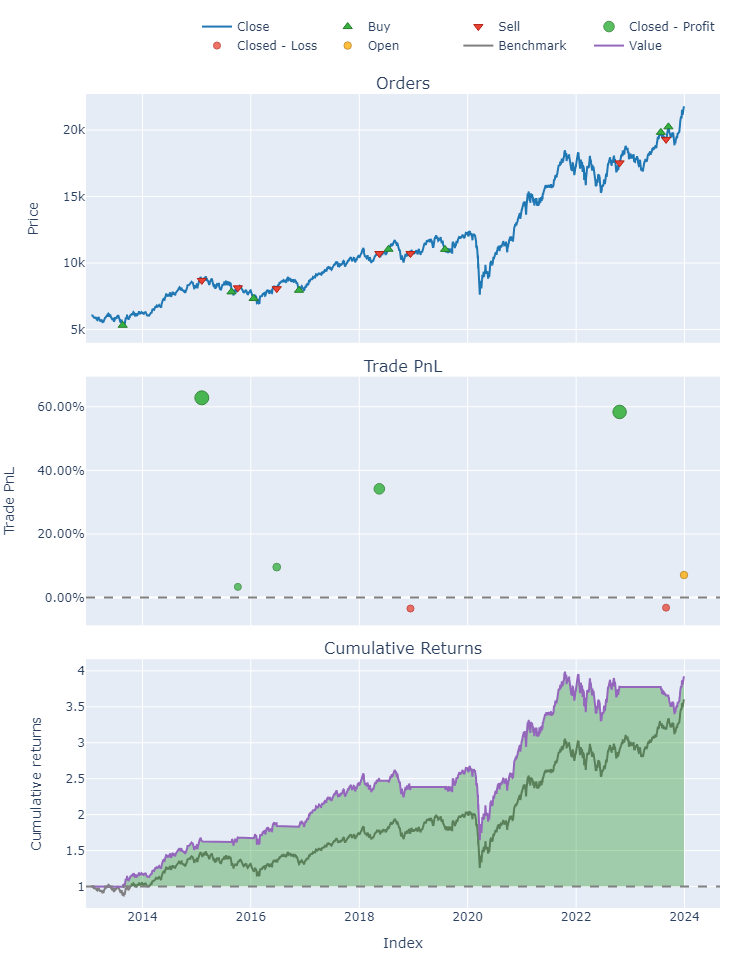 Close Buy Sell Closed - Profit
Closed - Loss Open Benchmark Value
Orders
20k
15k
10k
5k
Price
Trade PnL
60.00%
40.00%
20.00%
0.00%
Trade PnL
Cumulative Returns
4
3.5
3
2.5
2
1.5
1
Cumulative returns
2014 2016 2018 2020 2022 2024
Index